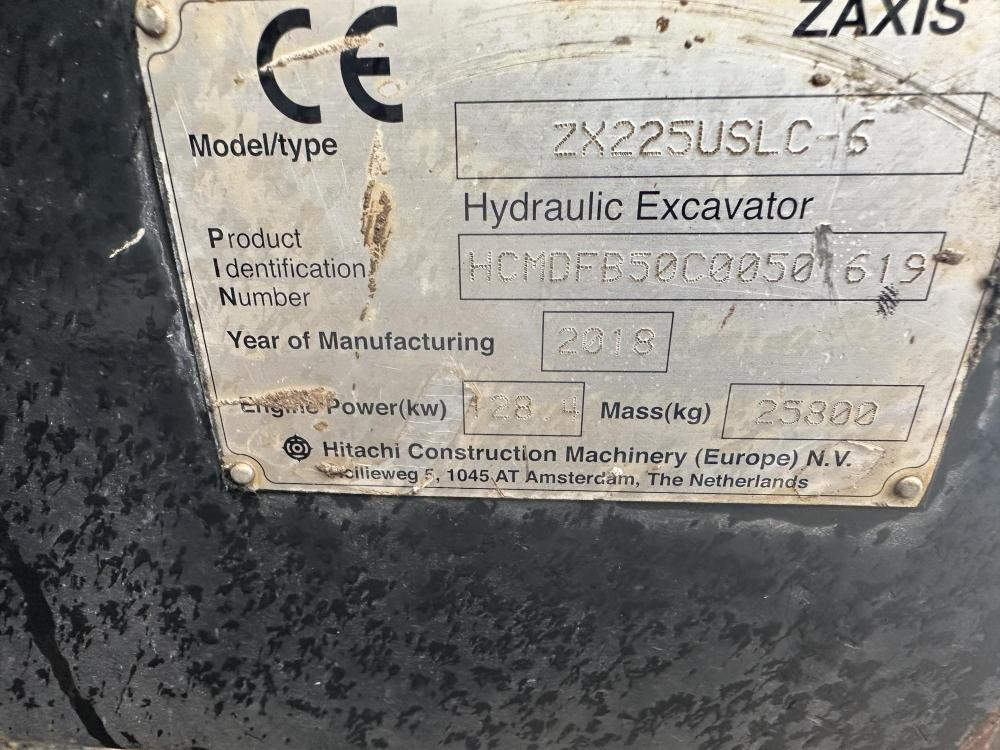 ZAXIS
CE
Model/type ZX225USLC-6
Hydraulic Excavator
Product
Identification
Number
HCMDFB50C00501619
Year of Manufacturing 2018
Engine Power(kw) 128.4 Mass(kg) 25800
Hitachi Construction Machinery (Europe) N.V.
5, 1045 AT Amsterdam, The Netherlands